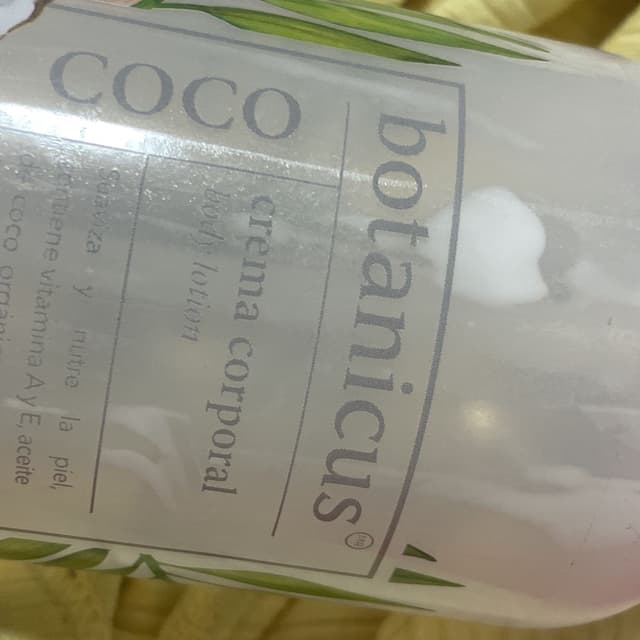 botanicus
COCO
crema corporal
body lotion
suaviza y nutre la piel,
contiene vitamina A y E, aceite
de coco